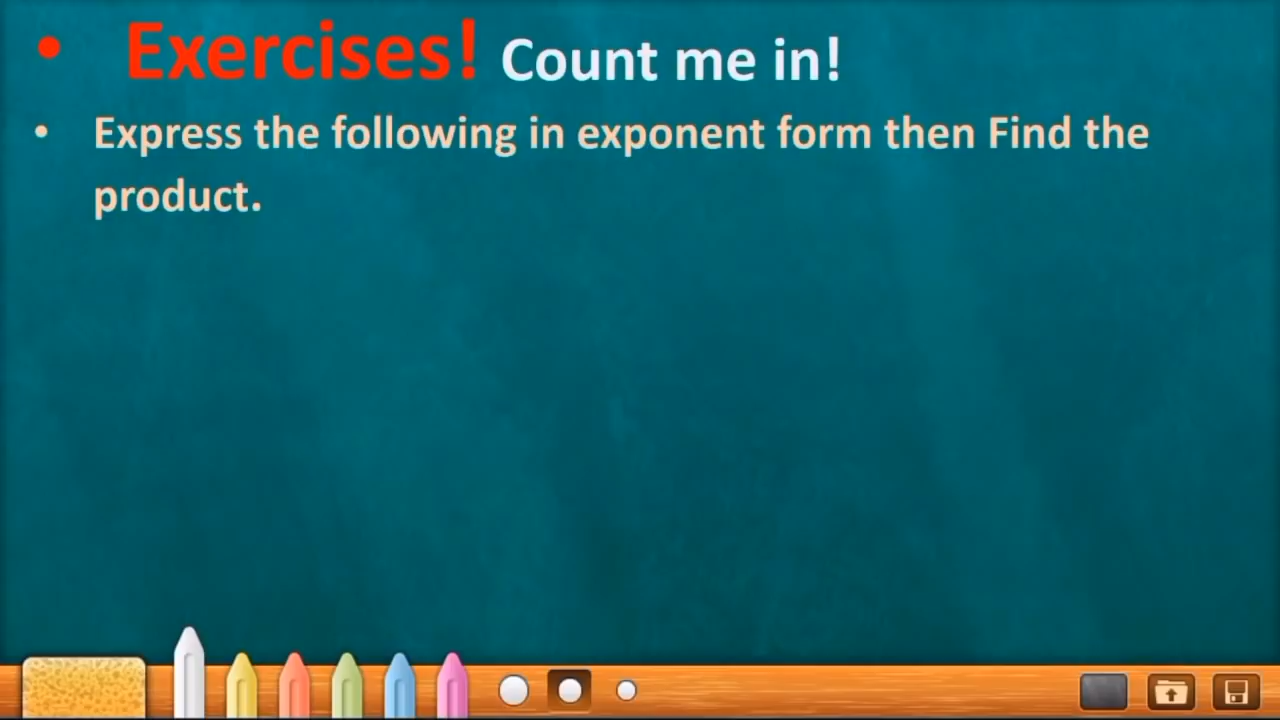 • Exercises! Count me in!
• Express the following in exponent form then Find the
product.